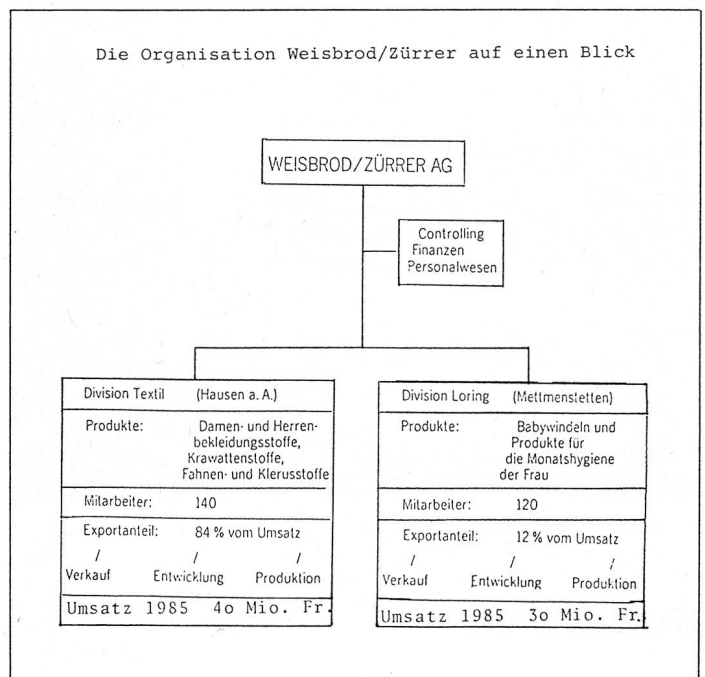 Die Organisation Weisbrod/Zürrer auf einen Blick
WEISBROD/ZÜRRER AG
Controlling
Finanzen
Personalwesen
Division Textil (Hausen a. A.)
Produkte: Damen- und Herren-
bekleidungsstoffe,
Krawattenstoffe,
Fahnen- und Klerusstoffe
Mitarbeiter: 140
Exportanteil: 84 % vom Umsatz
/ / /
Verkauf Entwicklung Produktion
Umsatz 1985 4o Mio. Fr.
Division Loring (Mettmenstetten)
Produkte: Babywindeln und
Produkte für
die Monatshygiene
der Frau
Mitarbeiter: 120
Exportanteil: 12 % vom Umsatz
/ / /
Verkauf Entwicklung Produktion
Umsatz 1985 3o Mio. Fr.